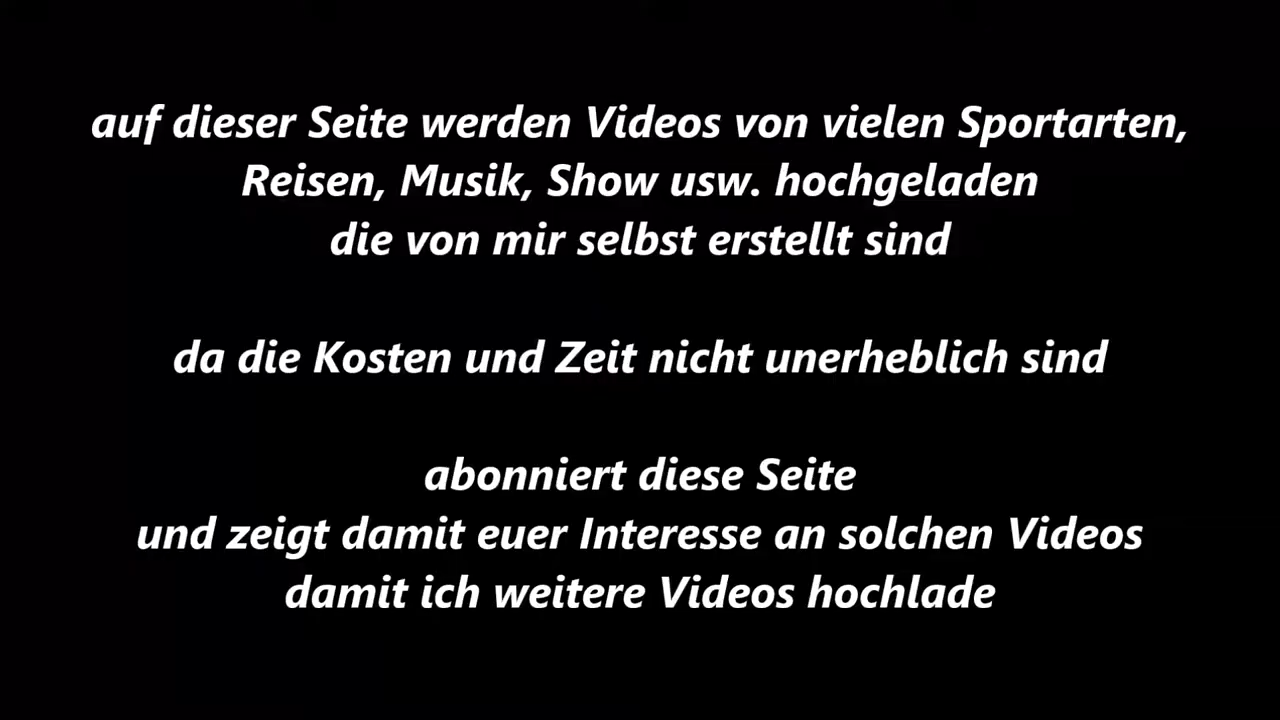 auf dieser Seite werden Videos von vielen Sportarten,
Reisen, Musik, Show usw. hochgeladen
die von mir selbst erstellt sind
da die Kosten und Zeit nicht unerheblich sind
abonniert diese Seite
und zeigt damit euer Interesse an solchen Videos
damit ich weitere Videos hochlade